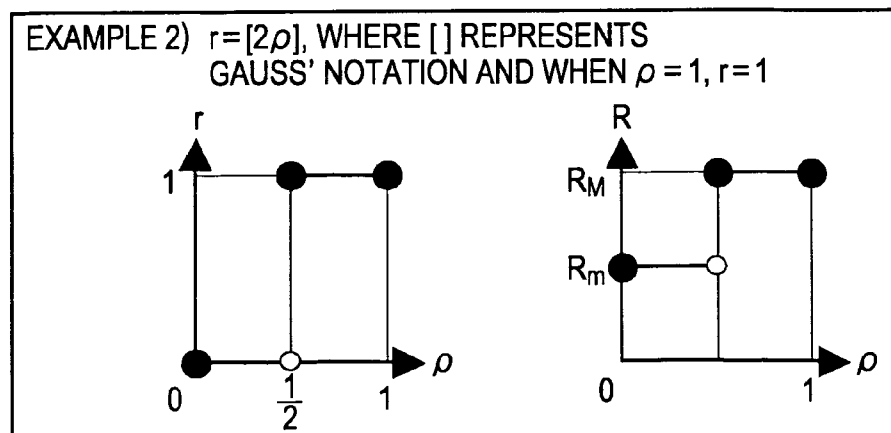 EXAMPLE 2) r=[2ρ], WHERE [ ] REPRESENTS
GAUSS' NOTATION AND WHEN ρ=1, r=1
r
1
0
1/2
1
ρ
R
R_M
R_m
0
1
ρ